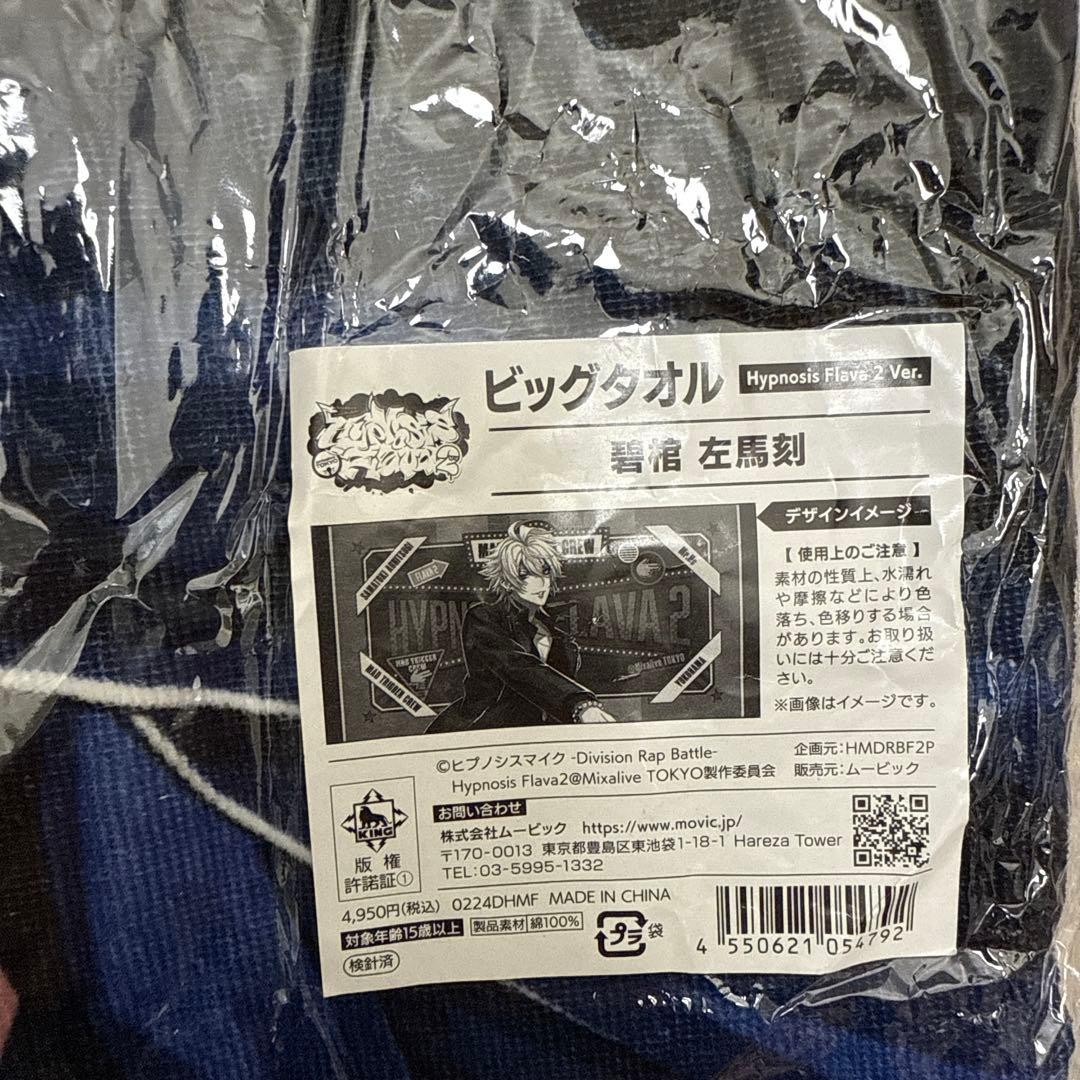 ビッグタオル
Hypnosis Flava 2 Ver.
碧棺 左馬刻
デザインイメージ
【 使用上のご注意 】
素材の性質上、水濡れ
や摩擦などにより色
落ち、色移りする場合
があります。お取り扱
いには十分ご注意くだ
さい。
※画像はイメージです。
SAMATOKI AOHITSUGI
FLAVA 2
Mr.Hc
FLAVA 2
@Mixalive TOKYO
MAD TRIGGER
CREW
MAD TRIGGER CREW
YOKOHAMA
©ヒプノシスマイク -Division Rap Battle-
Hypnosis Flava2@Mixalive TOKYO製作委員会
企画元:HMDRBF2P
販売元:ムービック
KING
版権
許諾証①
お問い合わせ
株式会社ムービック https://www.movic.jp/
〒170-0013 東京都豊島区東池袋1-18-1 Hareza Tower
TEL:03-5995-1332
4,950円(税込) 0224DHMF MADE IN CHINA
対象年齢15歳以上 製品素材 綿100%
検針済
プラ 袋
4 550621 054792